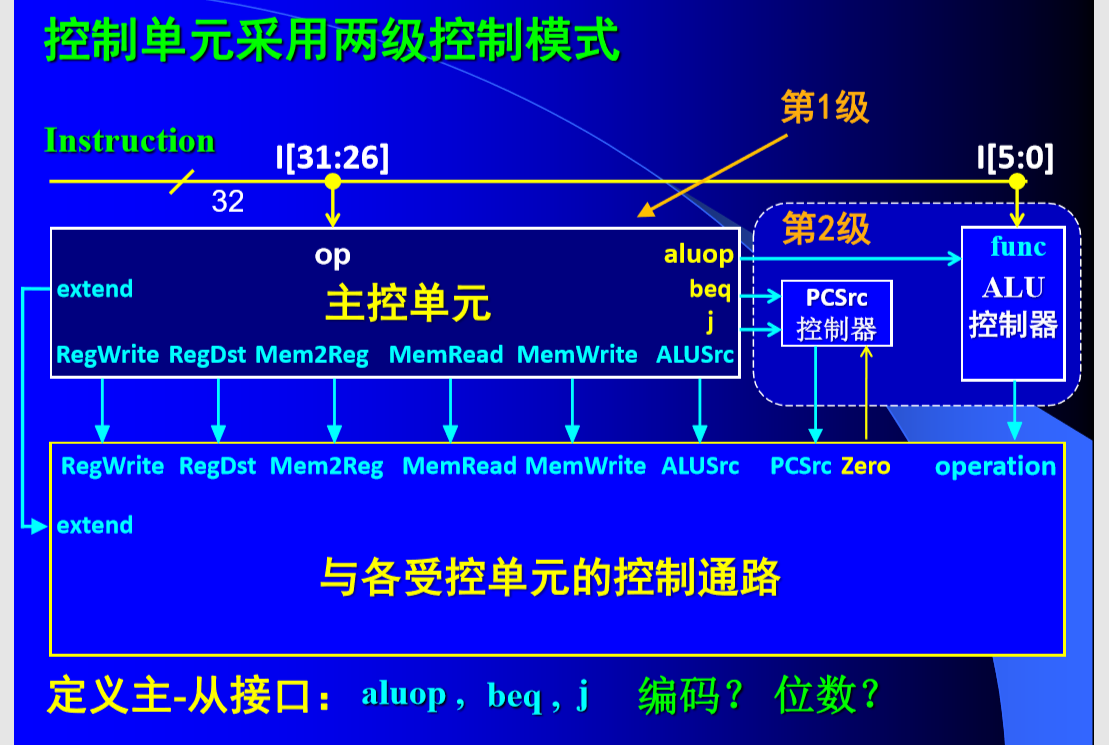 控制单元采用两级控制模式
第1级
Instruction
I[31:26]
I[5:0]
32
第2级
op
aluop
func
extend
主控单元
beq
PCSrc
ALU
j
控制器
控制器
RegWrite RegDst Mem2Reg MemRead MemWrite ALUSrc
RegWrite RegDst Mem2Reg MemRead MemWrite ALUSrc PCSrc Zero operation
extend
与各受控单元的控制通路
定义主-从接口： aluop , beq , j 编码？ 位数？